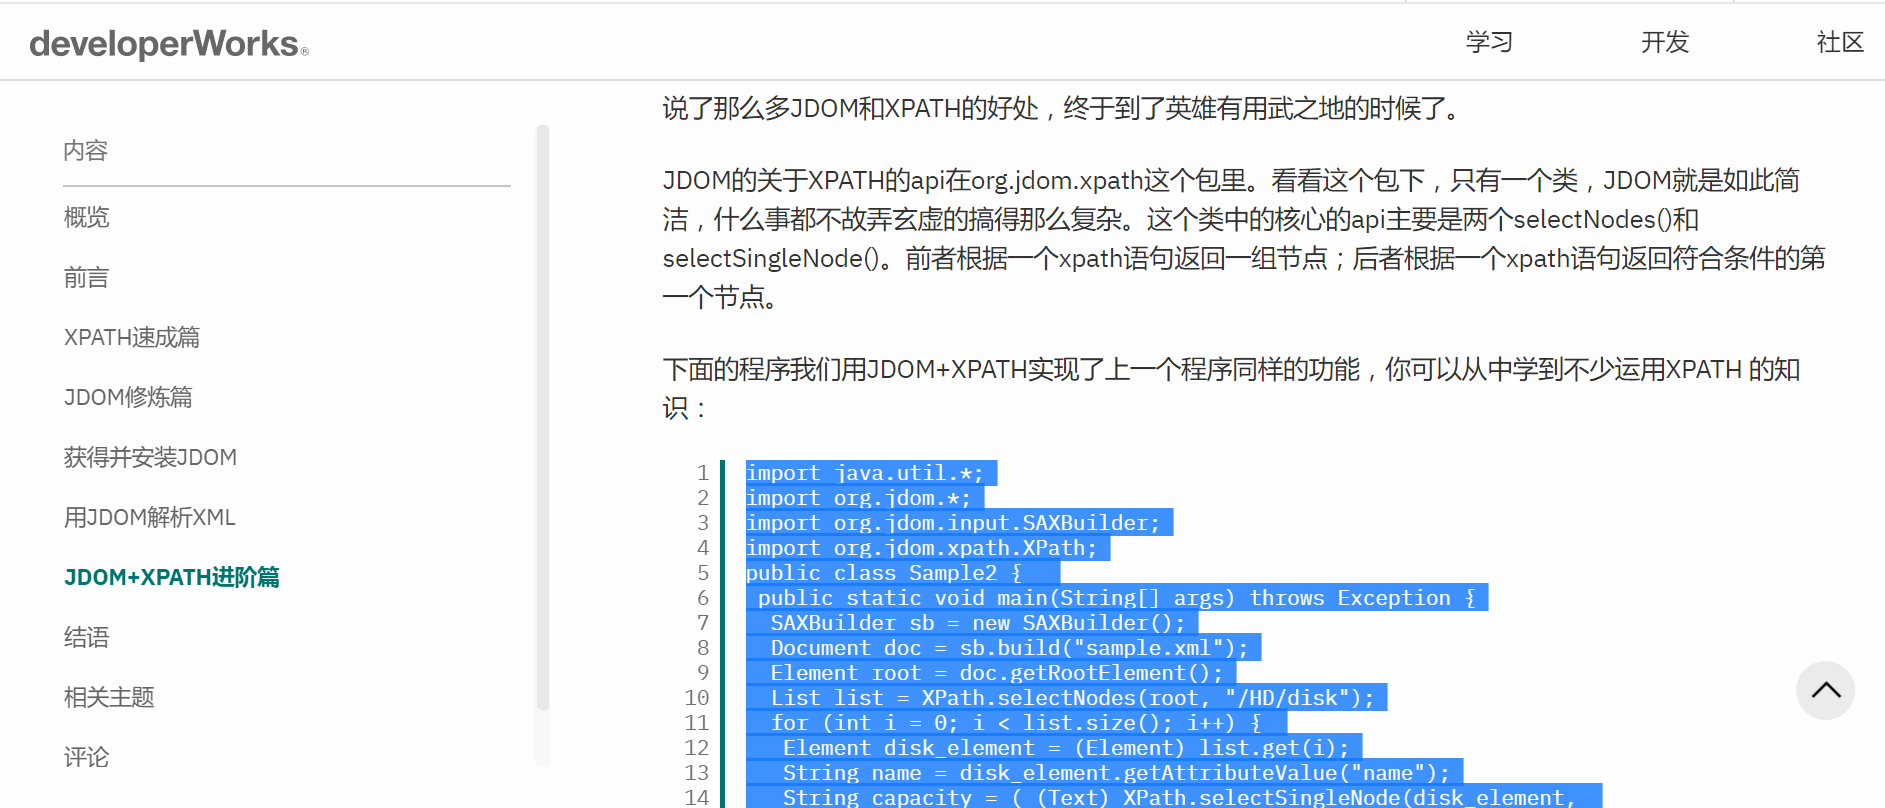 developerWorks®
学习
开发
社区
内容
概览
前言
XPATH速成篇
JDOM修炼篇
获得并安装JDOM
用JDOM解析XML
JDOM+XPATH进阶篇
结语
相关主题
评论
说了那么多JDOM和XPATH的好处，终于到了英雄有用武之地的时候了。
JDOM的关于XPATH的api在org.jdom.xpath这个包里。看看这个包下，只有一个类，JDOM就是如此简
洁，什么事都不故弄玄虚的搞得那么复杂。这个类中的核心的api主要是两个selectNodes()和
selectSingleNode()。前者根据一个xpath语句返回一组节点；后者根据一个xpath语句返回符合条件的第
一个节点。
下面的程序我们用JDOM+XPATH实现了上一个程序同样的功能，你可以从中学到不少运用XPATH 的知
识：
1 import java.util.*;
2 import org.jdom.*;
3 import org.jdom.input.SAXBuilder;
4 import org.jdom.xpath.XPath;
5 public class Sample2 {
6 public static void main(String[] args) throws Exception {
7 SAXBuilder sb = new SAXBuilder();
8 Document doc = sb.build("sample.xml");
9 Element root = doc.getRootElement();
10 List list = XPath.selectNodes(root, "/HD/disk");
11 for (int i = 0; i < list.size(); i++) {
12 Element disk_element = (Element) list.get(i);
13 String name = disk_element.getAttributeValue("name");
14 String capacity = ( (Text) XPath.selectSingleNode(disk_element,